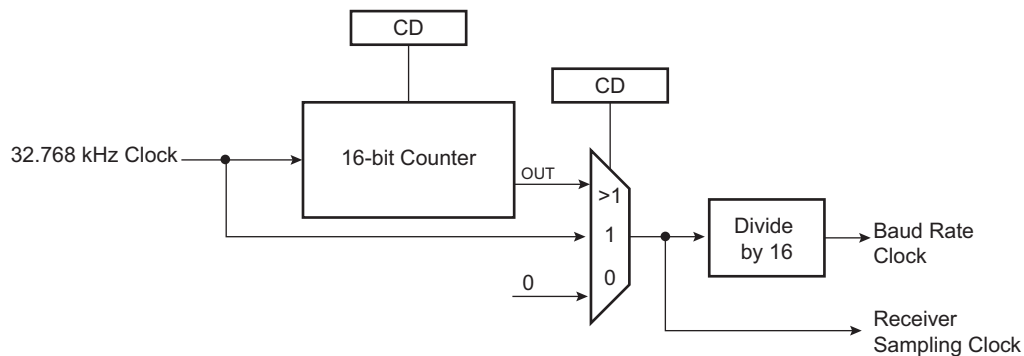 CD
CD
32.768 kHz Clock
16-bit Counter
OUT
>1
1
0
0
Divide
by 16
Baud Rate
Clock
Receiver
Sampling Clock